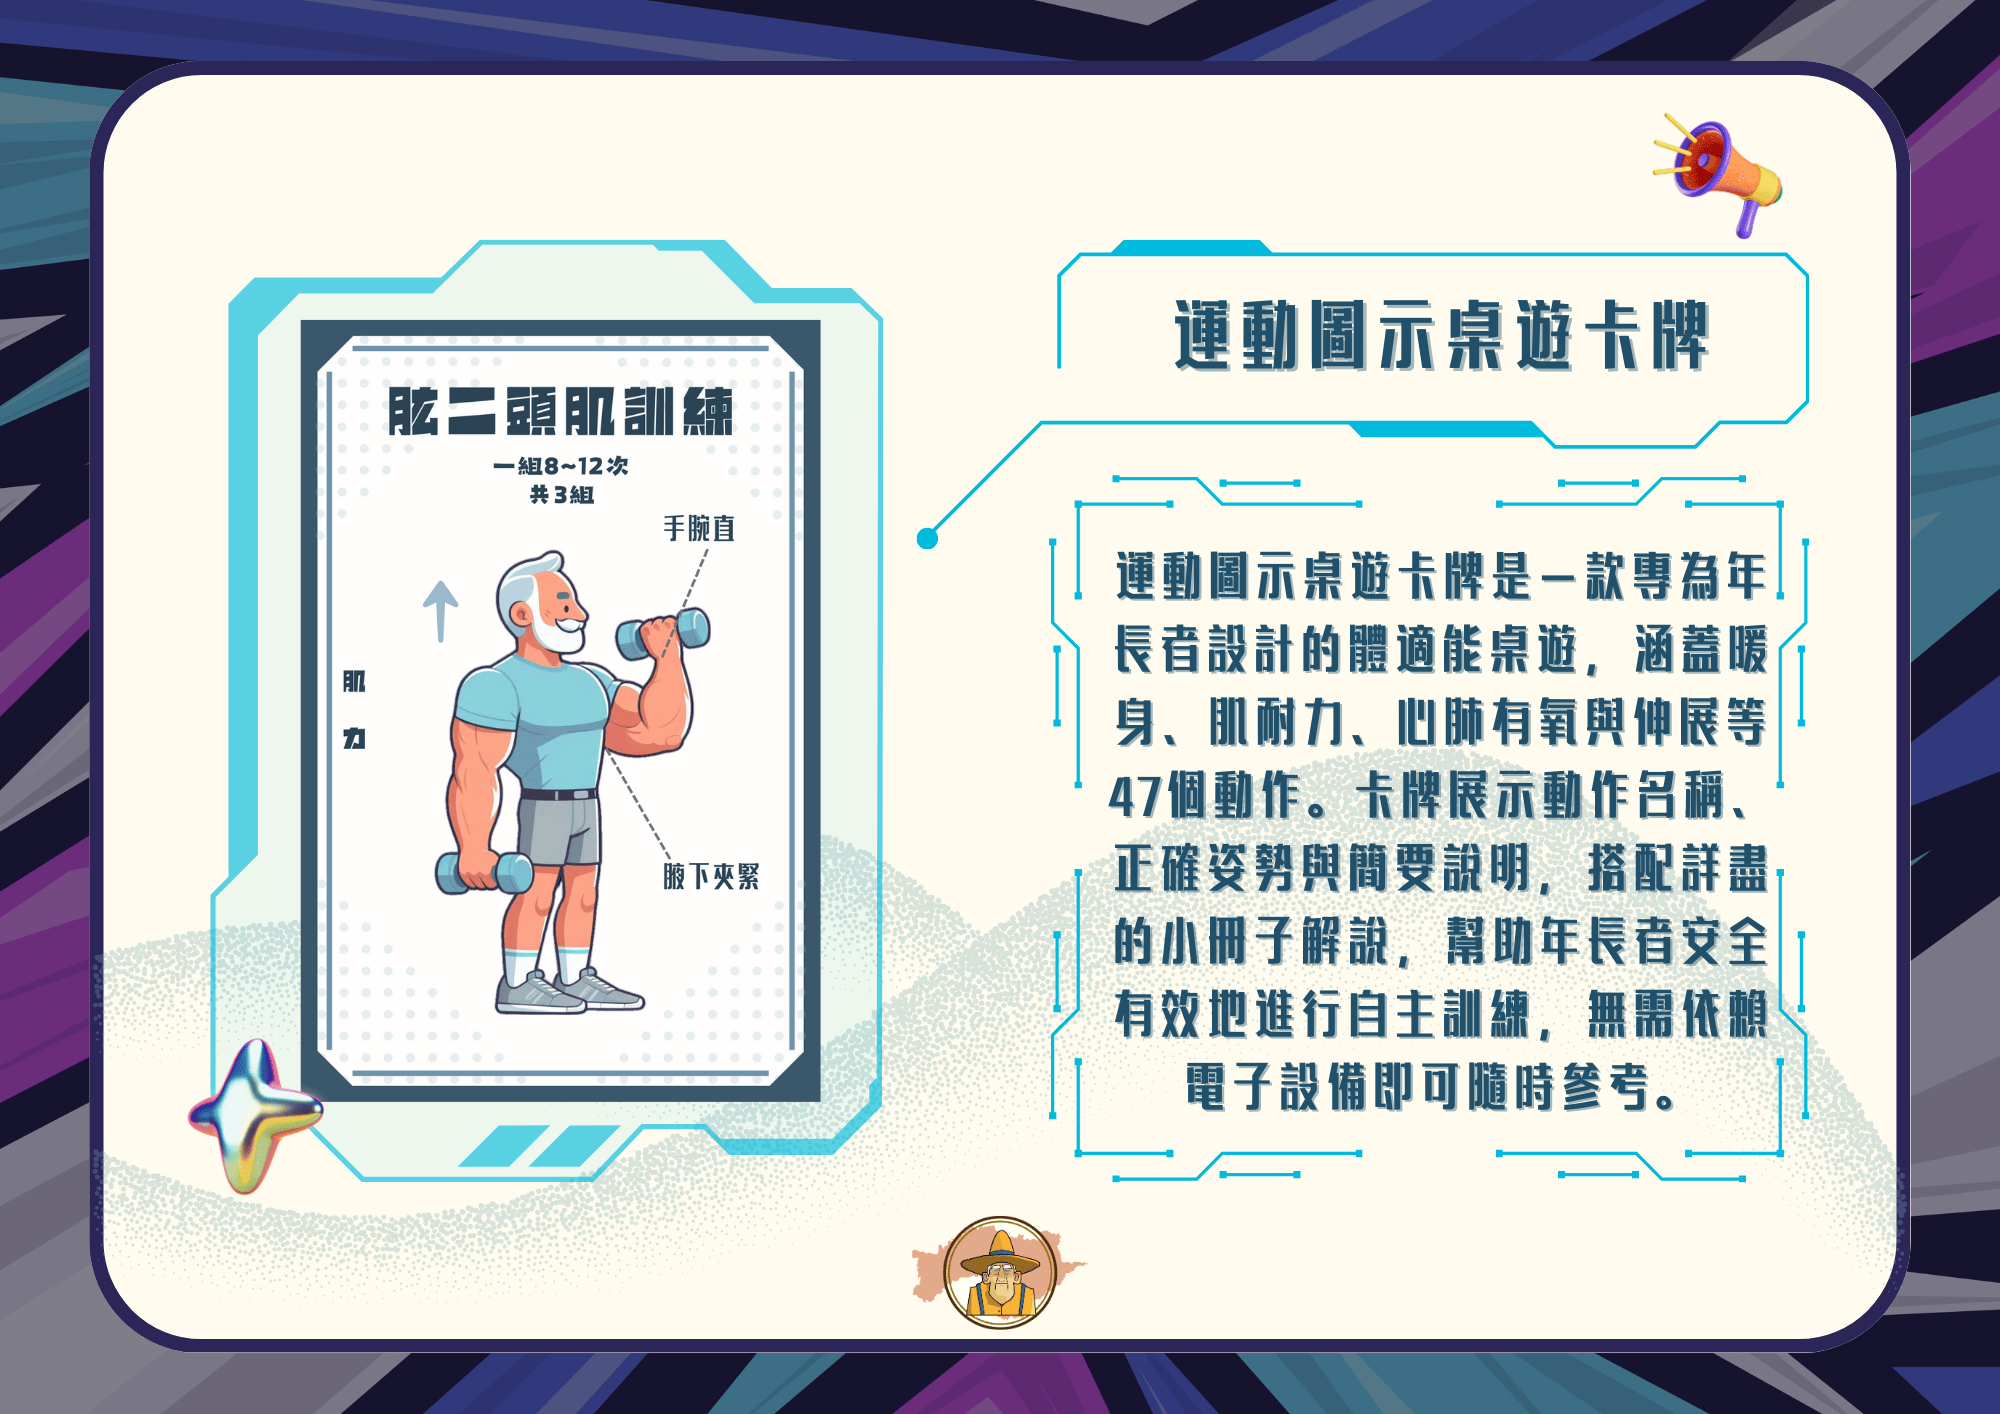 肱二頭肌訓練
一組8~12次
共3組
手腕直
肌
力
腋下夾緊
運動圖示桌遊卡牌
運動圖示桌遊卡牌是一款專為年
長者設計的體適能桌遊，涵蓋暖
身、肌耐力、心肺有氧與伸展等
47個動作。卡牌展示動作名稱、
正確姿勢與簡要說明，搭配詳盡
的小冊子解說，幫助年長者安全
有效地進行自主訓練，無需依賴
電子設備即可隨時參考。